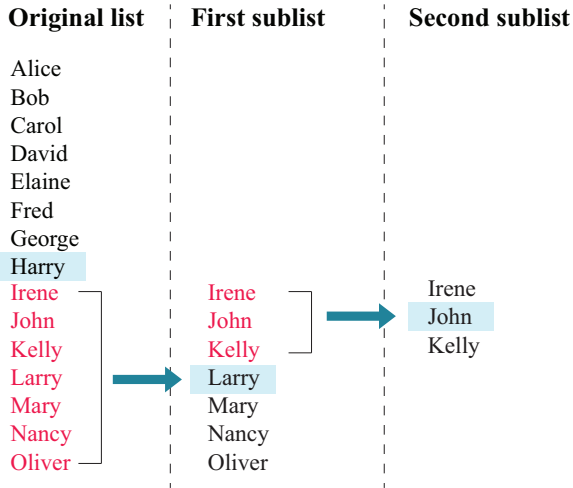 Original list
Alice
Bob
Carol
David
Elaine
Fred
George
Harry
Irene
John
Kelly
Larry
Mary
Nancy
Oliver
First sublist
Irene
John
Kelly
Larry
Mary
Nancy
Oliver
Second sublist
Irene
John
Kelly